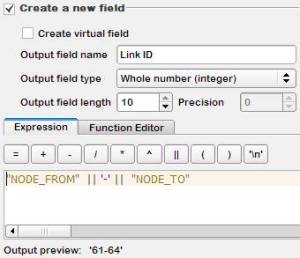 Create a new field
Create virtual field
Output field name Link ID
Output field type Whole number (integer)
Output field length 10 Precision 0
Expression Function Editor
= + - / * ^ || ( ) '\n'
"NODE_FROM" || '-' || "NODE_TO"
Output preview: '61-64'